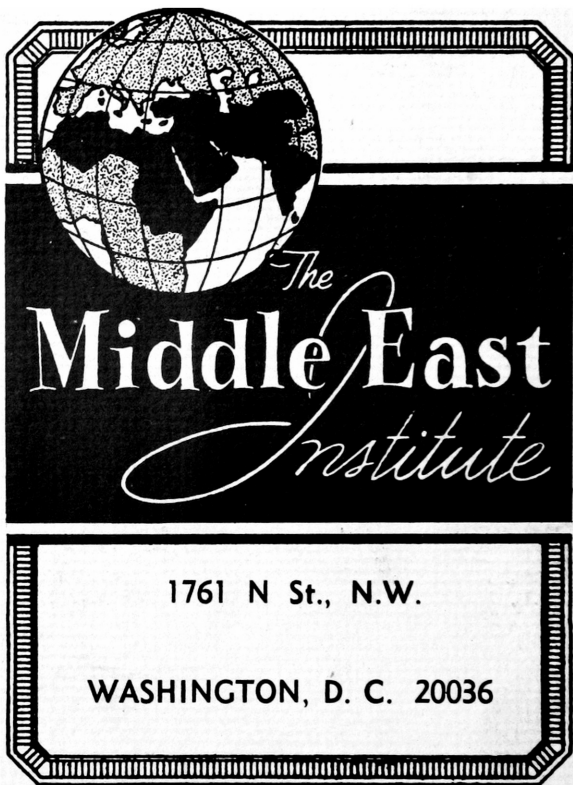 The
Middle East
Institute
1761 N St., N.W.
WASHINGTON, D. C. 20036